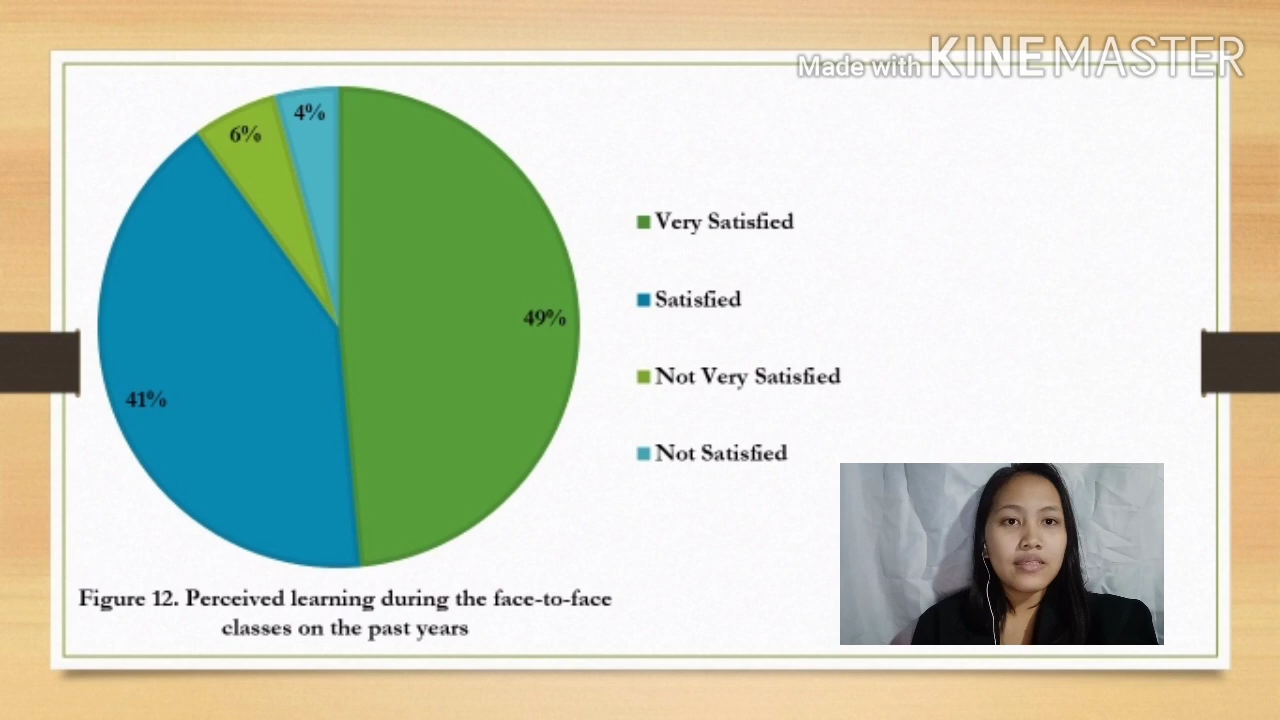 Made with KINEMASTER
4%
6%
49%
41%
Very Satisfied
Satisfied
Not Very Satisfied
Not Satisfied
Figure 12. Perceived learning during the face-to-face
classes on the past years